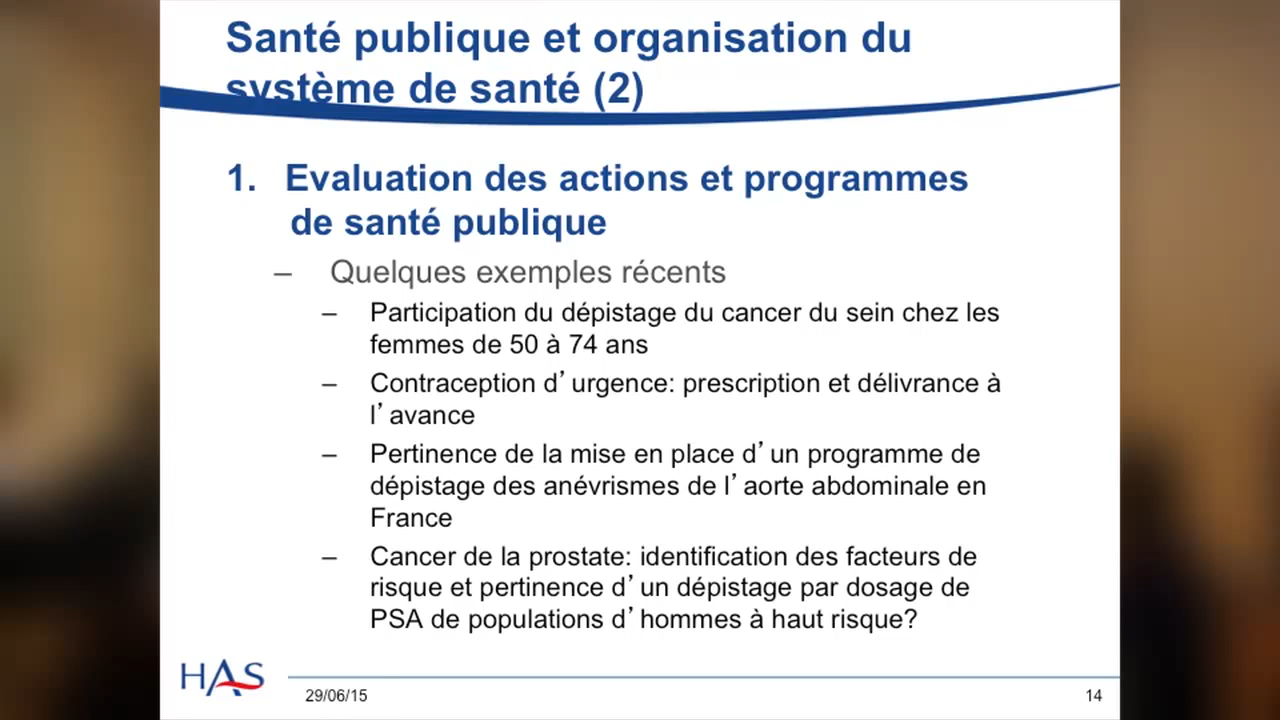 Santé publique et organisation du
système de santé (2)
1. Evaluation des actions et programmes
de santé publique
– Quelques exemples récents
– Participation du dépistage du cancer du sein chez les
femmes de 50 à 74 ans
– Contraception d’urgence: prescription et délivrance à
l’avance
– Pertinence de la mise en place d’un programme de
dépistage des anévrismes de l’aorte abdominale en
France
– Cancer de la prostate: identification des facteurs de
risque et pertinence d’un dépistage par dosage de
PSA de populations d’hommes à haut risque?
HAS
29/06/15
14